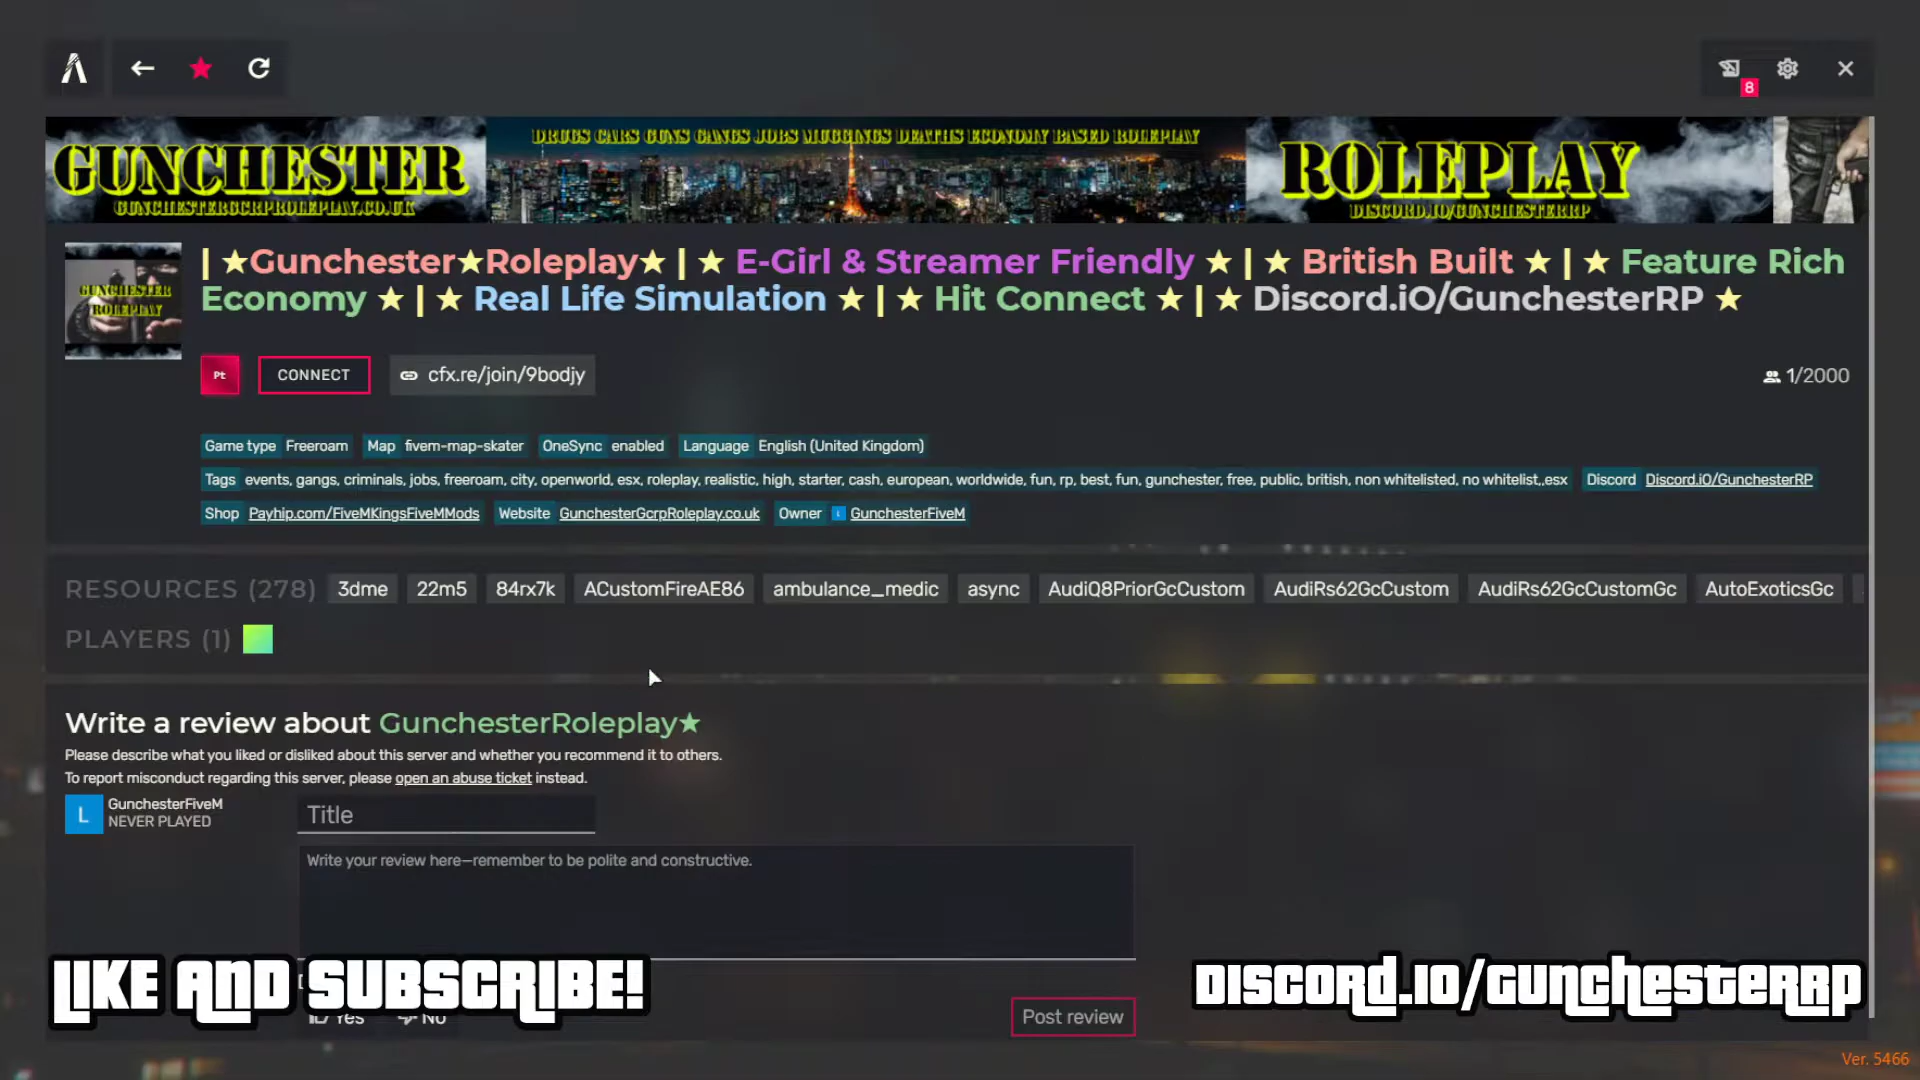 8
DRUGS CARS GUNS GANGS JOBS MUGGINGS DEATHS ECONOMY BASED ROLEPLAY
GUNCHESTER
ROLEPLAY
GUNCHESTERGCRPROLEPLAY.CO.UK
DISCORD.IO/GUNCHESTERRP
| ★Gunchester★Roleplay★ | ★ E-Girl & Streamer Friendly ★ | ★ British Built ★ | ★ Feature Rich
Economy ★ | ★ Real Life Simulation ★ | ★ Hit Connect ★ | ★ Discord.iO/GunchesterRP ★
GUNCHESTER
ROLEPLAY
Pt CONNECT cfx.re/join/9bodjy 1/2000
Game type Freeroam Map fivem-map-skater OneSync enabled Language English (United Kingdom)
Tags events, gangs, criminals, jobs, freeroam, city, openworld, esx, roleplay, realistic, high, starter, cash, european, worldwide, fun, rp, best, fun, gunchester, free, public, british, non whitelisted, no whitelist,,esx Discord Discord.iO/GunchesterRP
Shop Payhip.com/FiveMKingsFiveMMods Website GunchesterGcrpRoleplay.co.uk Owner L GunchesterFiveM
RESOURCES (278) 3dme 22m5 84rx7k ACustomFireAE86 ambulance_medic async AudiQ8PriorGcCustom AudiRs62GcCustom AudiRs62GcCustomGc AutoExoticsGc
PLAYERS (1)
Write a review about GunchesterRoleplay★
Please describe what you liked or disliked about this server and whether you recommend it to others.
To report misconduct regarding this server, please open an abuse ticket instead.
L GunchesterFiveM
NEVER PLAYED
Title
Write your review here—remember to be polite and constructive.
LIKE AND SUBSCRIBE!
DISCORD.IO/GUNCHESTERRP
Yes No
Post review
Ver. 5466